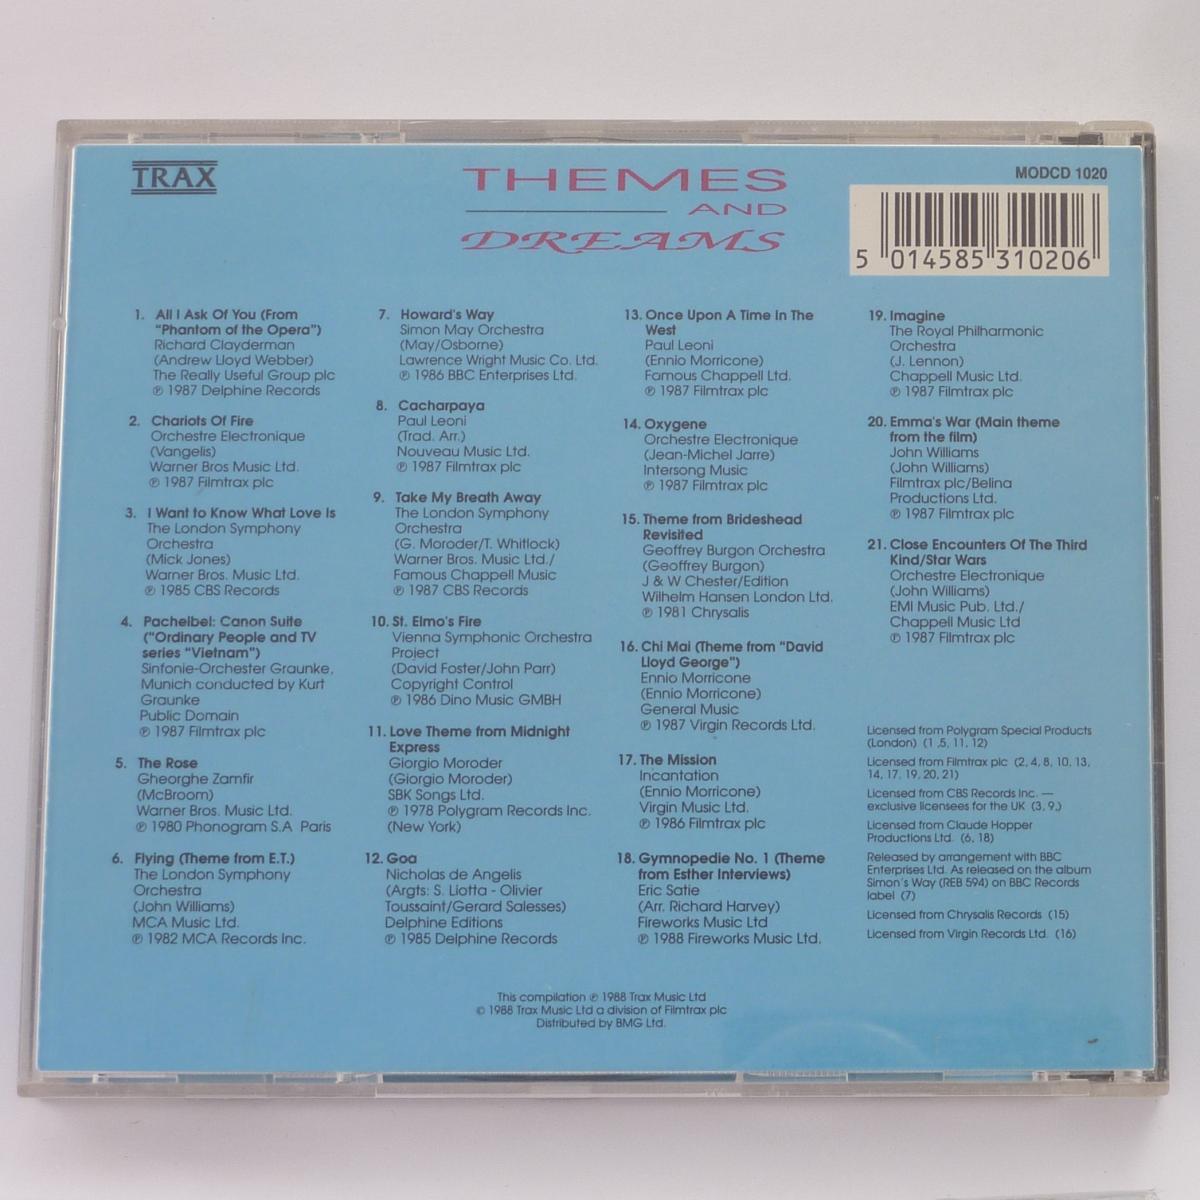 TRAX
THEMES
AND
DREAMS
MODCD 1020
5 014585 310206
1. All I Ask Of You (From
"Phantom of the Opera")
Richard Clayderman
(Andrew Lloyd Webber)
The Really Useful Group plc
℗ 1987 Delphine Records
2. Chariots Of Fire
Orchestre Electronique
(Vangelis)
Warner Bros Music Ltd.
℗ 1987 Filmtrax plc
3. I Want to Know What Love Is
The London Symphony
Orchestra
(Mick Jones)
Warner Bros. Music Ltd.
℗ 1985 CBS Records
4. Pachelbel: Canon Suite
("Ordinary People and TV
series "Vietnam")
Sinfonie-Orchester Graunke,
Munich conducted by Kurt
Graunke
Public Domain
℗ 1987 Filmtrax plc
5. The Rose
Gheorghe Zamfir
(McBroom)
Warner Bros. Music Ltd.
℗ 1980 Phonogram S.A Paris
6. Flying (Theme from E.T.)
The London Symphony
Orchestra
(John Williams)
MCA Music Ltd.
℗ 1982 MCA Records Inc.
7. Howard's Way
Simon May Orchestra
(May/Osborne)
Lawrence Wright Music Co. Ltd.
℗ 1986 BBC Enterprises Ltd.
8. Cacharpaya
Paul Leoni
(Trad. Arr.)
Nouveau Music Ltd.
℗ 1987 Filmtrax plc
9. Take My Breath Away
The London Symphony
Orchestra
(G. Moroder/T. Whitlock)
Warner Bros. Music Ltd./
Famous Chappell Music
℗ 1987 CBS Records
10. St. Elmo's Fire
Vienna Symphonic Orchestra
Project
(David Foster/John Parr)
Copyright Control
℗ 1986 Dino Music GMBH
11. Love Theme from Midnight
Express
Giorgio Moroder
(Giorgio Moroder)
SBK Songs Ltd.
℗ 1978 Polygram Records Inc.
(New York)
12. Goa
Nicholas de Angelis
(Argts: S. Liotta - Olivier
Toussaint/Gerard Salesses)
Delphine Editions
℗ 1985 Delphine Records
13. Once Upon A Time In The
West
Paul Leoni
(Ennio Morricone)
Famous Chappell Ltd.
℗ 1987 Filmtrax plc
14. Oxygene
Orchestre Electronique
(Jean-Michel Jarre)
Intersong Music
℗ 1987 Filmtrax plc
15. Theme from Brideshead
Revisited
Geoffrey Burgon Orchestra
(Geoffrey Burgon)
J & W Chester/Edition
Wilhelm Hansen London Ltd.
℗ 1981 Chrysalis
16. Chi Mai (Theme from "David
Lloyd George")
Ennio Morricone
(Ennio Morricone)
General Music
℗ 1987 Virgin Records Ltd.
17. The Mission
Incantation
(Ennio Morricone)
Virgin Music Ltd.
℗ 1986 Filmtrax plc
18. Gymnopedie No. 1 (Theme
from Esther Interviews)
Eric Satie
(Arr. Richard Harvey)
Fireworks Music Ltd
℗ 1988 Fireworks Music Ltd.
19. Imagine
The Royal Philharmonic
Orchestra
(J. Lennon)
Chappell Music Ltd.
℗ 1987 Filmtrax plc
20. Emma's War (Main theme
from the film)
John Williams
(John Williams)
Filmtrax plc/Belina
Productions Ltd.
℗ 1987 Filmtrax plc
21. Close Encounters Of The Third
Kind/Star Wars
Orchestre Electronique
(John Williams)
EMI Music Pub. Ltd./
Chappell Music Ltd
℗ 1987 Filmtrax plc
Licensed from Polygram Special Products
(London) (1 ,5, 11, 12)
Licensed from Filmtrax plc (2, 4, 8, 10, 13,
14, 17, 19, 20, 21)
Licensed from CBS Records Inc. —
exclusive licensees for the UK (3, 9,)
Licensed from Claude Hopper
Productions Ltd. (6, 18)
Released by arrangement with BBC
Enterprises Ltd. As released on the album
Simon's Way (REB 594) on BBC Records
label (7)
Licensed from Chrysalis Records (15)
Licensed from Virgin Records Ltd. (16)
This compilation ℗ 1988 Trax Music Ltd
© 1988 Trax Music Ltd a division of Filmtrax plc
Distributed by BMG Ltd.